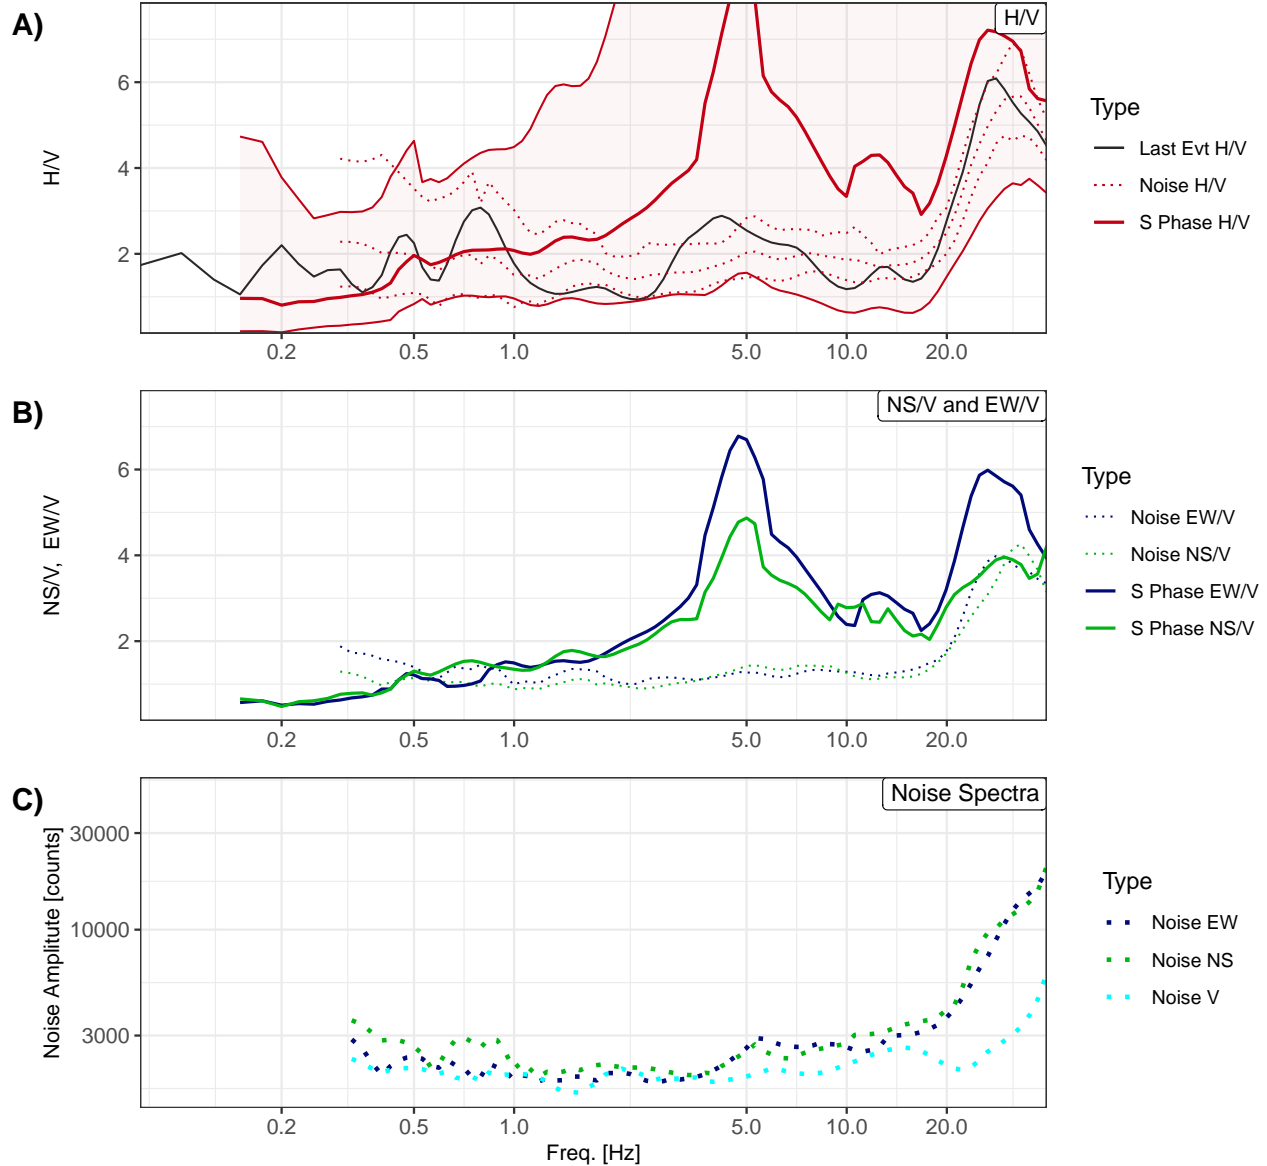 A)
H/V
H/V
6
4
2
0.2 0.5 1.0 5.0 10.0 20.0
Type
Last Evt H/V
Noise H/V
S Phase H/V
B)
NS/V and EW/V
NS/V, EW/V
6
4
2
0.2 0.5 1.0 5.0 10.0 20.0
Type
Noise EW/V
Noise NS/V
S Phase EW/V
S Phase NS/V
C)
Noise Spectra
Noise Amplitute [counts]
30000
10000
3000
0.2 0.5 1.0 5.0 10.0 20.0
Freq. [Hz]
Type
Noise EW
Noise NS
Noise V